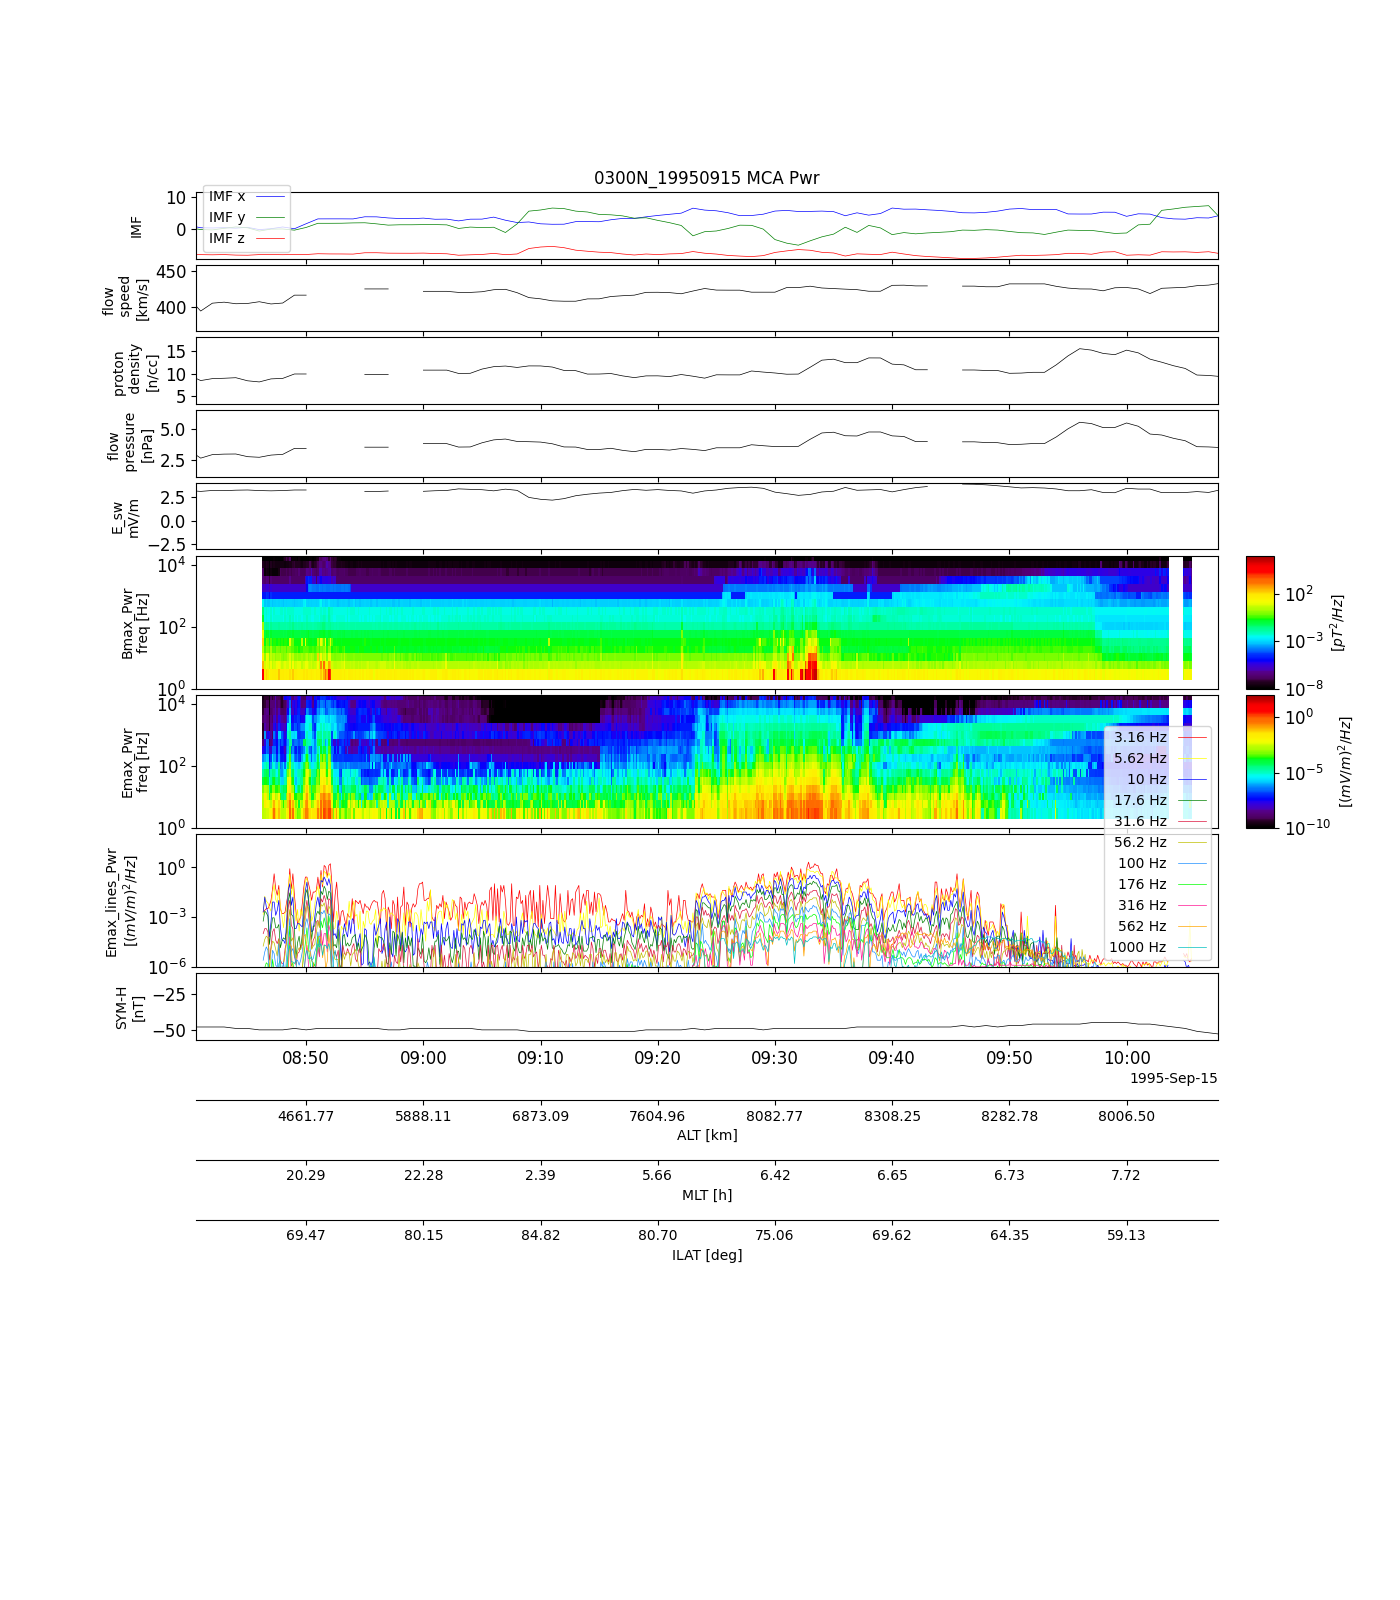 0300N_19950915 MCA Pwr
IMF
10
0
IMF x
IMF y
IMF z
flow
speed
[km/s]
450
400
proton
density
[n/cc]
15
10
5
flow
pressure
[nPa]
5.0
2.5
E_sw
mV/m
2.5
0.0
−2.5
Bmax_Pwr
freq [Hz]
10^4
10^2
10^0
10^2
10^−3
10^−8
[pT^2/Hz]
Emax_Pwr
freq [Hz]
10^4
10^2
10^0
10^0
10^−5
10^−10
[(mV/m)^2/Hz]
3.16 Hz
5.62 Hz
10 Hz
17.6 Hz
31.6 Hz
56.2 Hz
100 Hz
176 Hz
316 Hz
562 Hz
1000 Hz
Emax_lines_Pwr
[(mV/m)^2/Hz]
10^0
10^−3
10^−6
SYM-H
[nT]
−25
−50
08:50 09:00 09:10 09:20 09:30 09:40 09:50 10:00
1995-Sep-15
4661.77 5888.11 6873.09 7604.96 8082.77 8308.25 8282.78 8006.50
ALT [km]
20.29 22.28 2.39 5.66 6.42 6.65 6.73 7.72
MLT [h]
69.47 80.15 84.82 80.70 75.06 69.62 64.35 59.13
ILAT [deg]